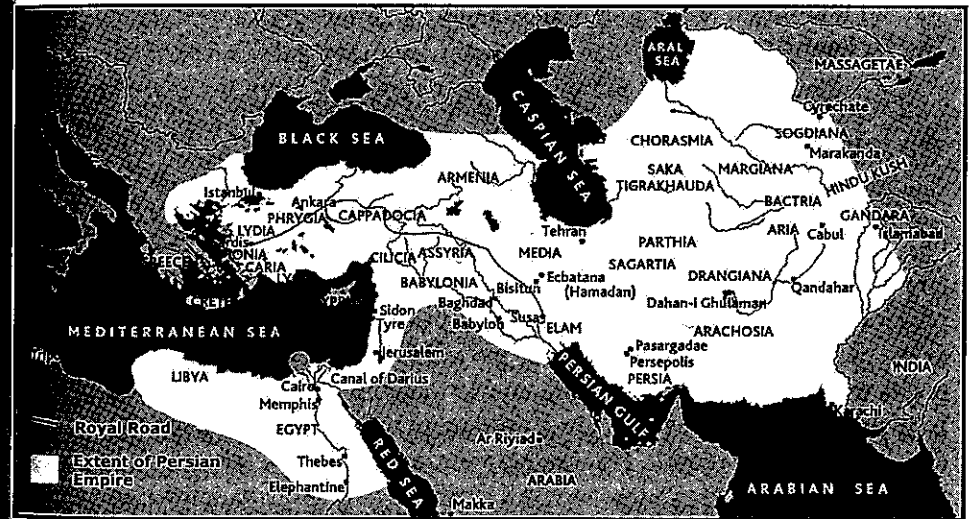 ARAL
SEA
MASSAGETAE
CASPIAN SEA
Cyrechate
BLACK SEA
CHORASMIA
SOGDIANA
Marakanda
SAKA
TIGRAKHAUDA
MARGIANA
HINDU KUSH
ARMENIA
Istanbul
Ankara
PHRYGIA
CAPPADOCIA
BACTRIA
GANDARA
Islamabad
LYDIA
Tehran
PARTHIA
ARIA
Cabul
CARIA
CILICIA
ASSYRIA
MEDIA
SAGARTIA
BABYLONIA
Bisitun
Ecbatana
(Hamadan)
DRANGIANA
Qandahar
CRETE
Baghdad
Dahan-i Ghulaman
Sidon
Tyre
Babylon
Susa
MEDITERRANEAN SEA
ELAM
ARACHOSIA
Jerusalem
Pasargadae
Persepolis
PERSIA
INDIA
LIBYA
Cairo
Canal of Darius
PERSIAN GULF
Karachi
Memphis
Royal Road
EGYPT
RED SEA
Ar Riyiade
Extent of Persian
Empire
Thebes
Elephantine
ARABIA
ARABIAN SEA
Makka